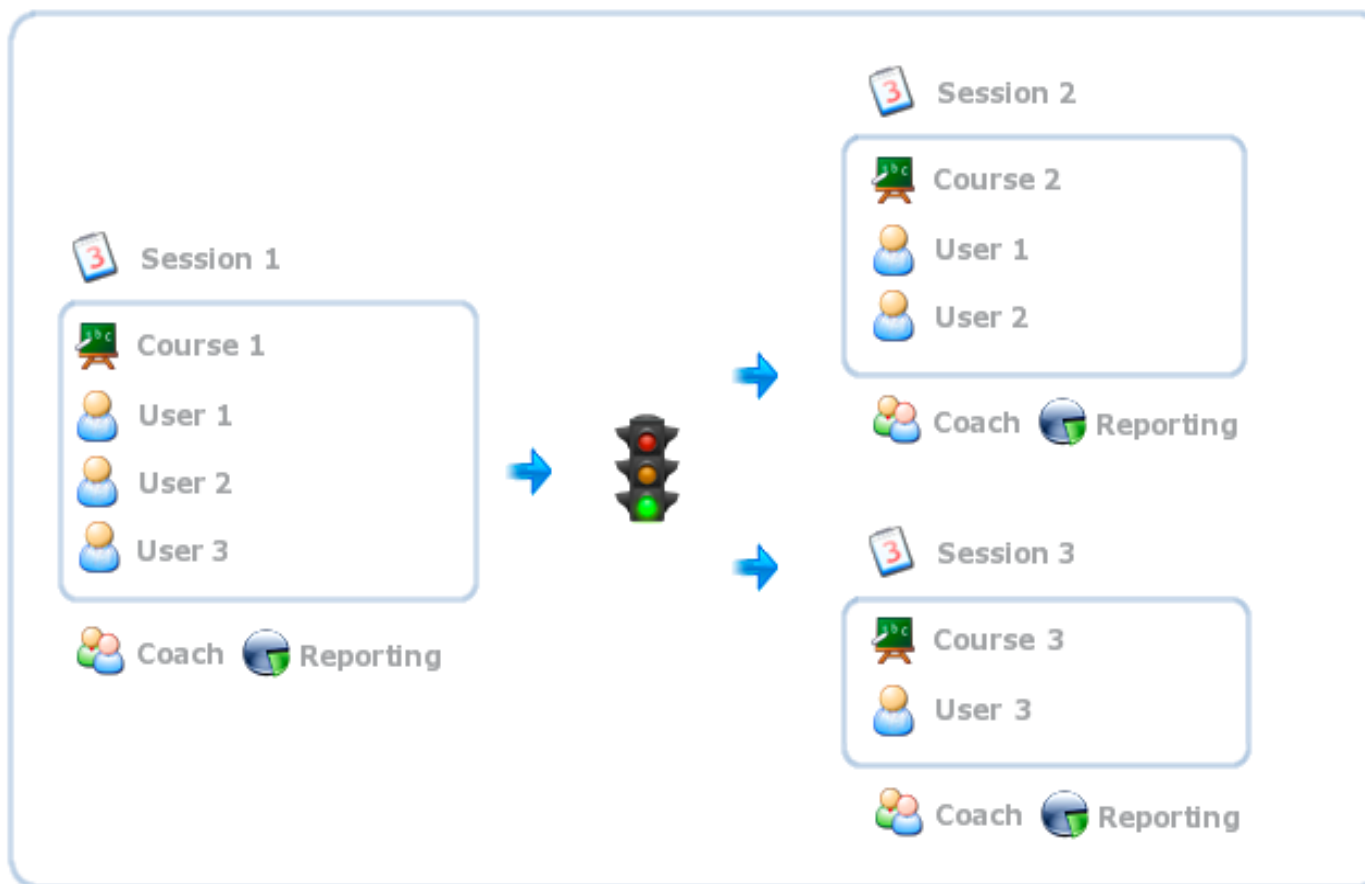 Session 1
Course 1
User 1
User 2
User 3
Coach Reporting
Session 2
Course 2
User 1
User 2
Coach Reporting
Session 3
Course 3
User 3
Coach Reporting